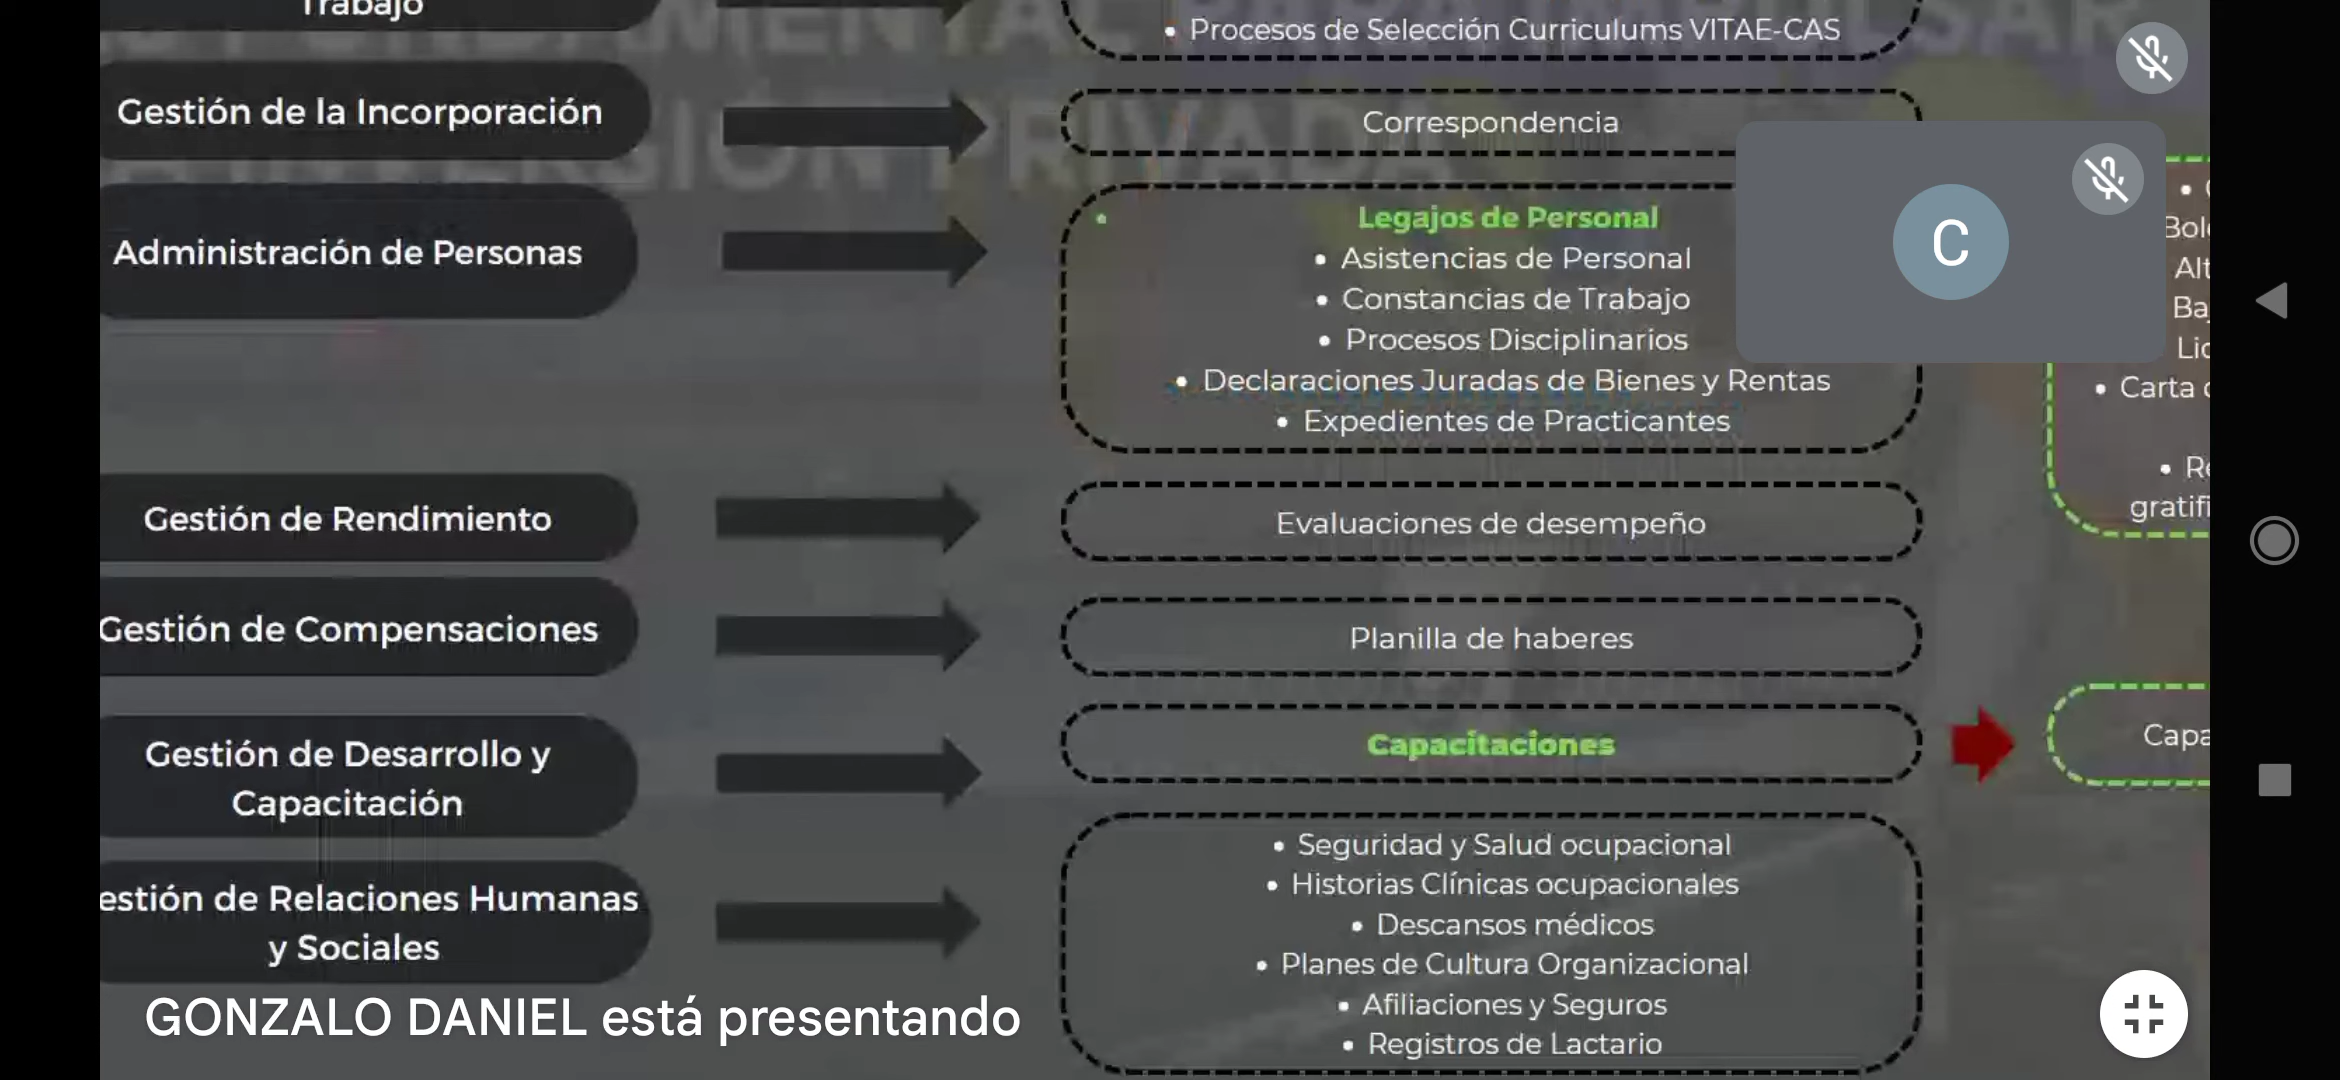 Trabajo
Procesos de Selección Curriculums VITAE-CAS
Gestión de la Incorporación
Correspondencia
Administración de Personas
• Legajos de Personal
• Asistencias de Personal
• Constancias de Trabajo
• Procesos Disciplinarios
• Declaraciones Juradas de Bienes y Rentas
• Expedientes de Practicantes
C
• Carta
Gestión de Rendimiento
Evaluaciones de desempeño
Gestión de Compensaciones
Planilla de haberes
Gestión de Desarrollo y
Capacitación
Capacitaciones
Capa
estión de Relaciones Humanas
y Sociales
• Seguridad y Salud ocupacional
• Historias Clínicas ocupacionales
• Descansos médicos
• Planes de Cultura Organizacional
• Afiliaciones y Seguros
• Registros de Lactario
GONZALO DANIEL está presentando